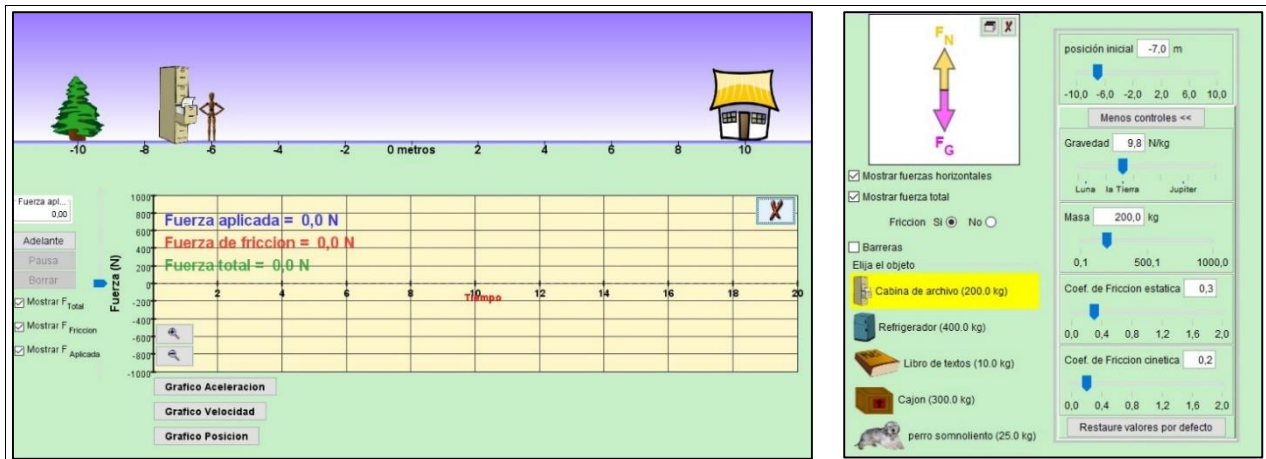 -10 -8 -6 -4 -2 0 metros 2 4 6 8 10
Fuerza apl...
0,00
Adelante
Pausa
Borrar
Mostrar F Total
Mostrar F Friccion
Mostrar F Aplicada
Fuerza (N)
1000
800
600
400
200
0
-200
-400
-600
-800
-1000
Fuerza aplicada = 0,0 N
Fuerza de friccion = 0,0 N
Fuerza total = 0,0 N
2 4 6 8 10 12 14 16 18 20
Tiempo
Grafico Aceleracion
Grafico Velocidad
Grafico Posicion
F N
F G
Mostrar fuerzas horizontales
Mostrar fuerza total
Friccion Si No
Barreras
Elija el objeto
Cabina de archivo (200.0 kg)
Refrigerador (400.0 kg)
Libro de textos (10.0 kg)
Cajon (300.0 kg)
perro somnoliento (25.0 kg)
posición inicial -7,0 m
-10,0 -6,0 -2,0 2,0 6,0 10,0
Menos controles <<
Gravedad 9,8 N/kg
Luna la Tierra Jupiter
Masa 200,0 kg
0,1 500,1 1000,0
Coef. de Friccion estatica 0,3
0,0 0,4 0,8 1,2 1,6 2,0
Coef. de Friccion cinetica 0,2
0,0 0,4 0,8 1,2 1,6 2,0
Restaure valores por defecto